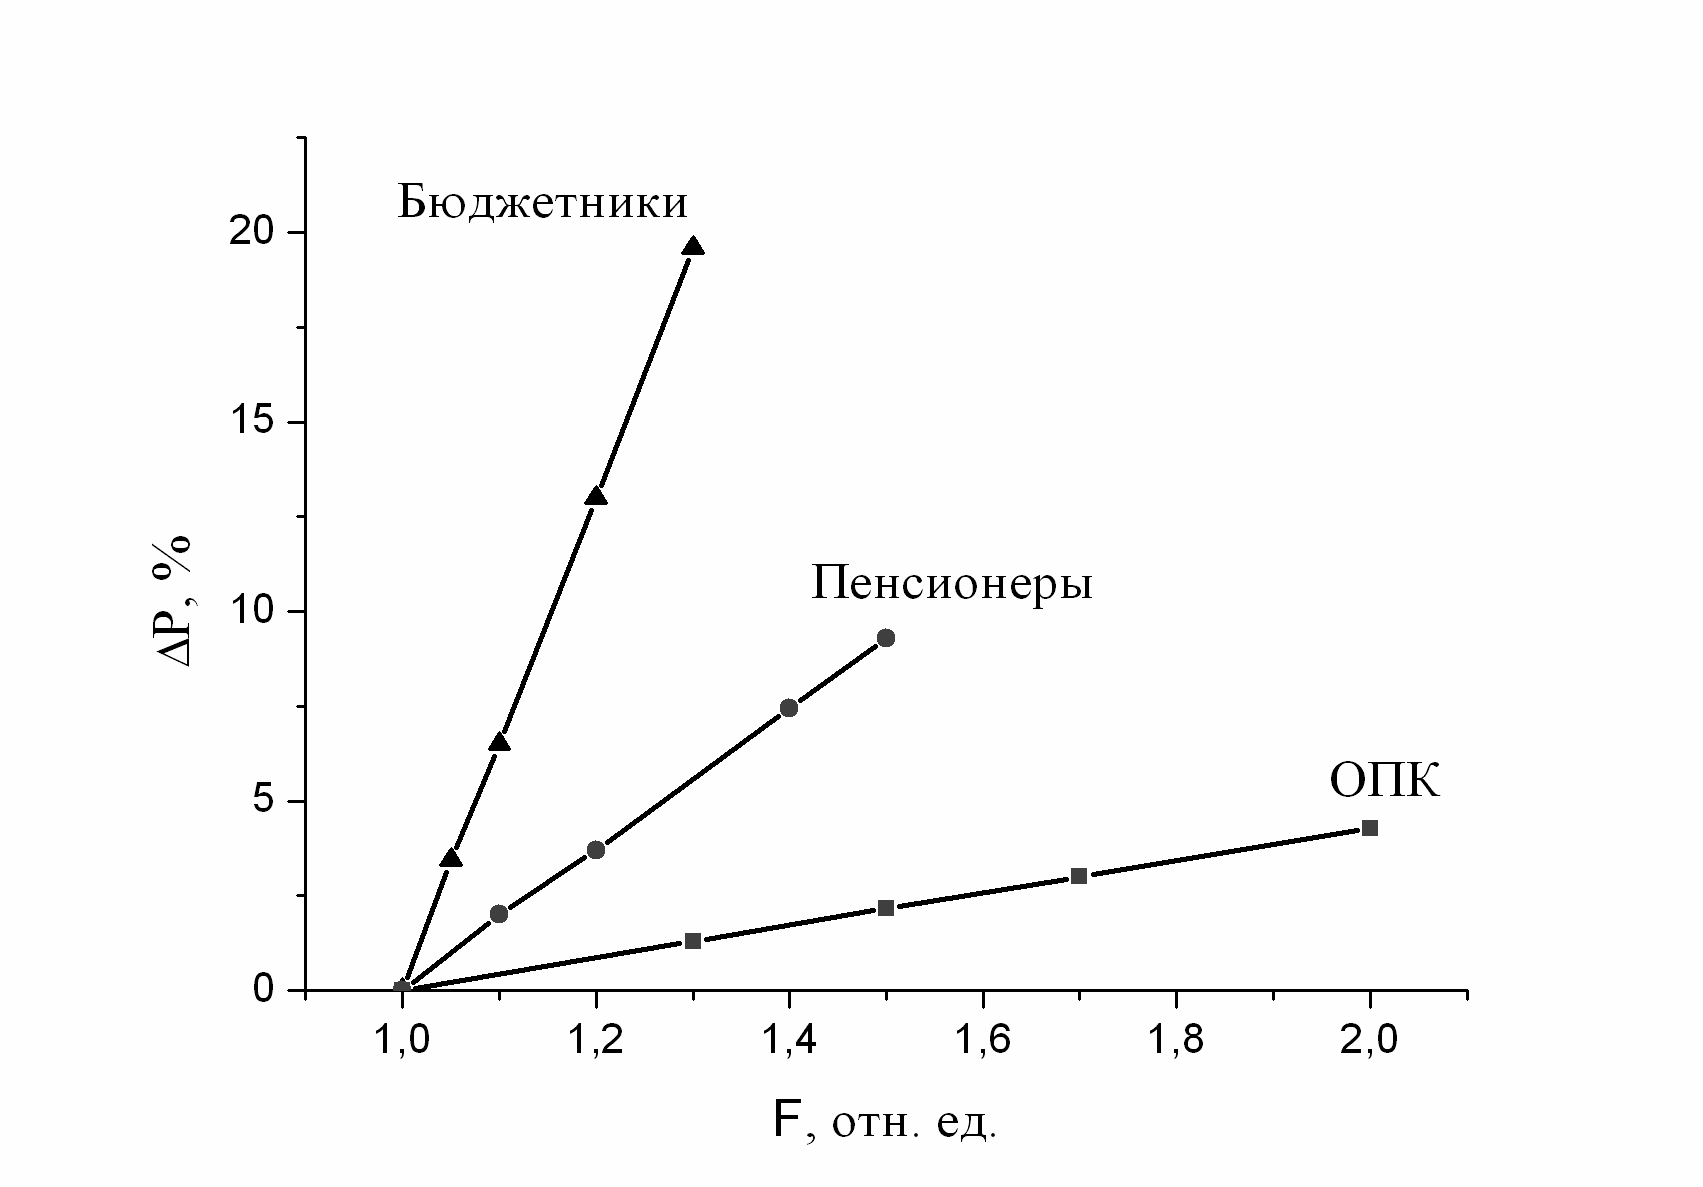 Бюджетники
20
15
Пенсионеры
10
ΔP, %
ОПК
5
0
1,0 1,2 1,4 1,6 1,8 2,0
F, отн. ед.